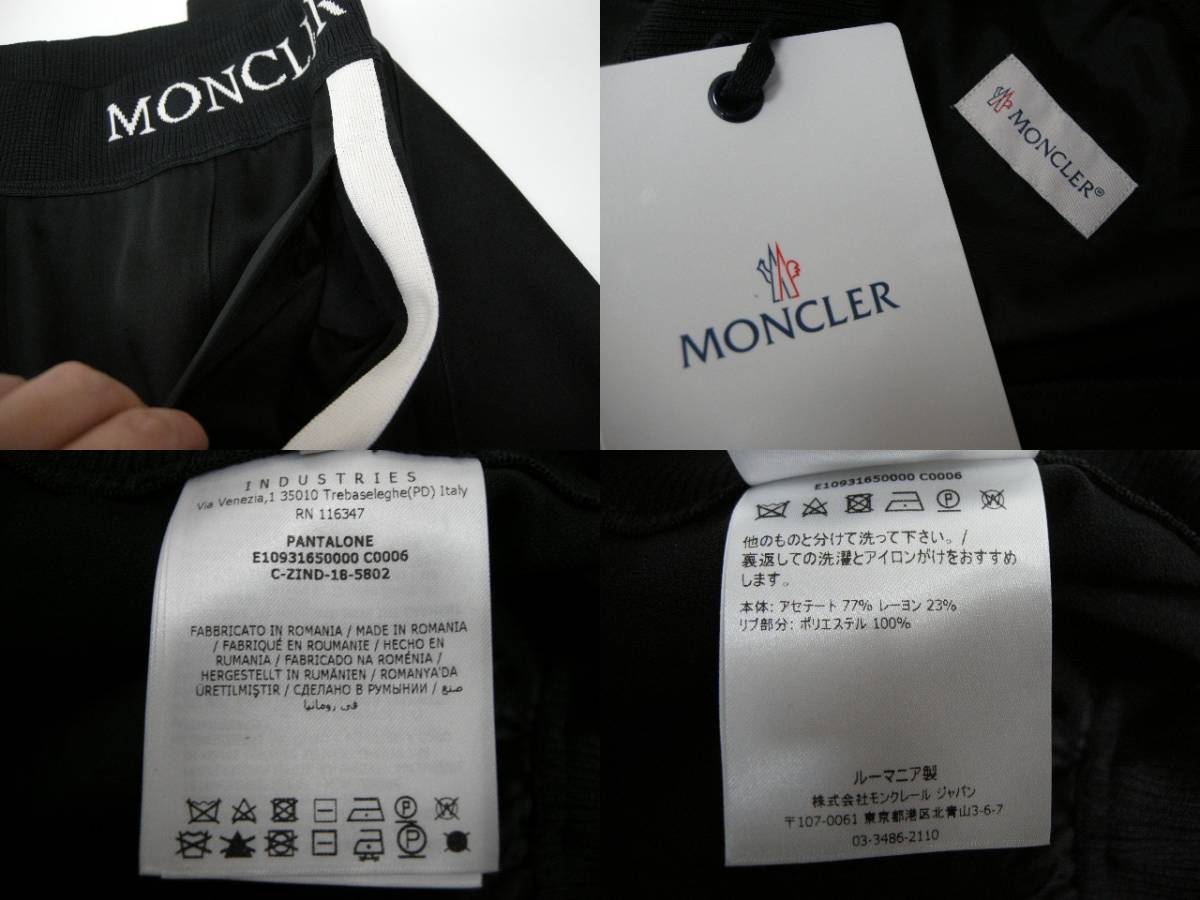 MONCLER
MONCLER
MONCLER®
INDUSTRIES
Via Venezia,1 35010 Trebaseleghe(PD) Italy
RN 116347
PANTALONE
E10931650000 C0006
C-ZIND-18-5802
FABBRICATO IN ROMANIA / MADE IN ROMANIA
/ FABRIQUÉ EN ROUMANIE / HECHO EN
RUMANIA / FABRICADO NA ROMÉNIA /
HERGESTELLT IN RUMÄNIEN / ROMANYA'DA
ÜRETILMIŞTIR / СДЕЛАНО В РУМЫНИИ / صنع
في رومانيا
E10931650000 C0006
他のものと分けて洗って下さい。/
裏返しての洗濯とアイロンがけをおすすめ
します。
本体: アセテート 77% レーヨン 23%
リブ部分: ポリエステル 100%
ルーマニア製
株式会社モンクレール ジャパン
〒107-0061 東京都港区北青山3-6-7
03-3486-2110